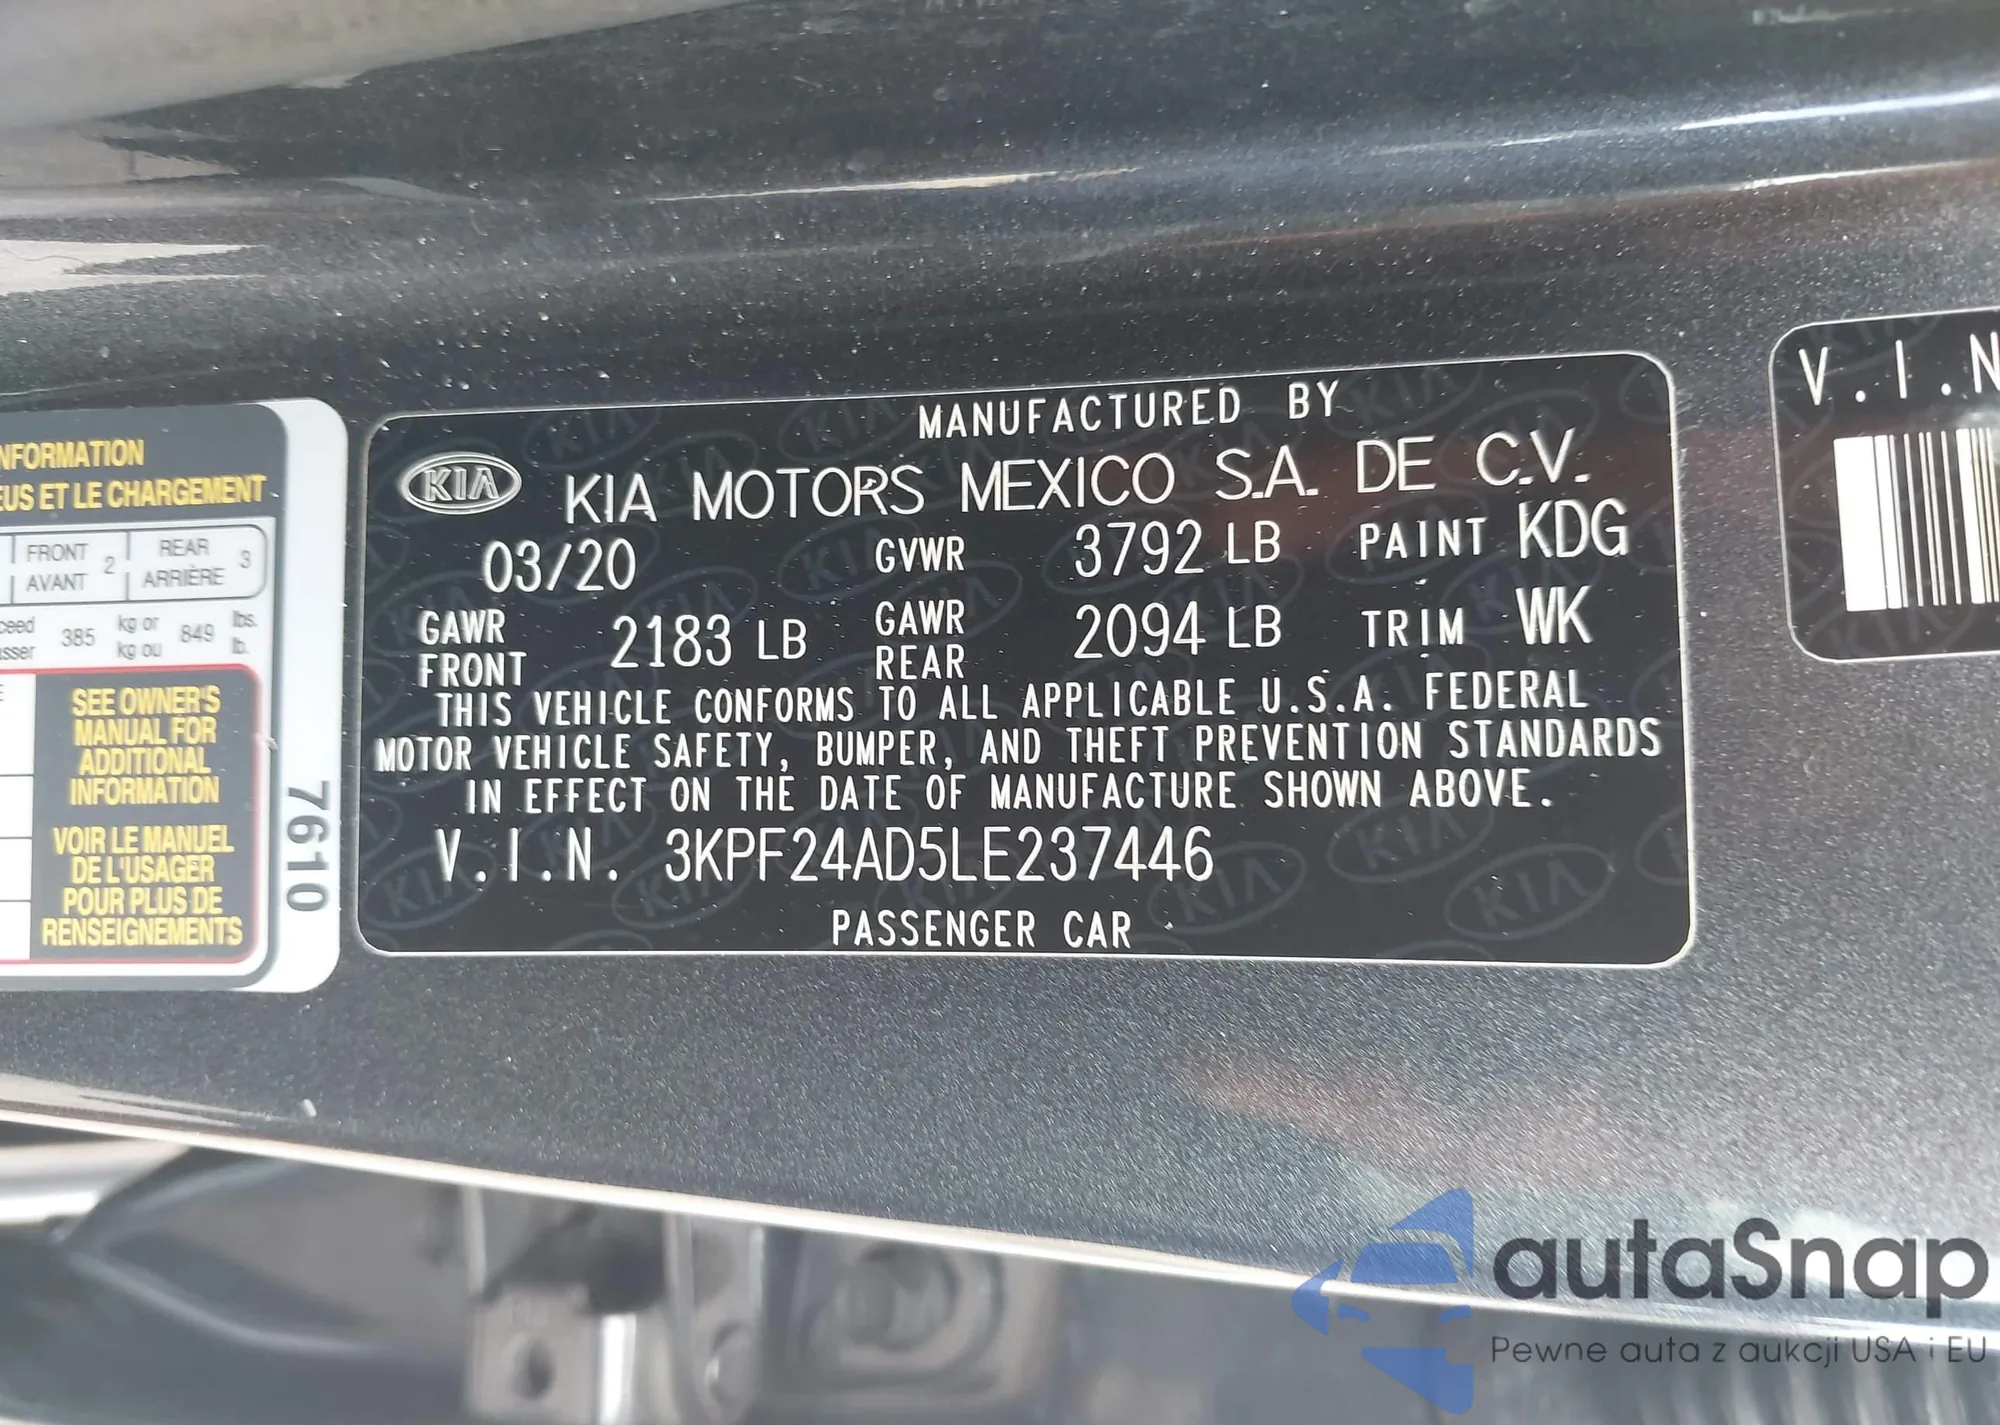 NFORMATION
EUS ET LE CHARGEMENT
FRONT 2 REAR 3
AVANT ARRIÈRE
385 kg or 849 lbs.
kg ou lb.
SEE OWNER'S
MANUAL FOR
ADDITIONAL
INFORMATION
VOIR LE MANUEL
DE L'USAGER
POUR PLUS DE
RENSEIGNEMENTS
7610
MANUFACTURED BY
KIA KIA MOTORS MEXICO S.A. DE C.V.
03/20 GVWR 3792 LB PAINT KDG
GAWR FRONT 2183 LB GAWR REAR 2094 LB TRIM WK
THIS VEHICLE CONFORMS TO ALL APPLICABLE U.S.A. FEDERAL
MOTOR VEHICLE SAFETY, BUMPER, AND THEFT PREVENTION STANDARDS
IN EFFECT ON THE DATE OF MANUFACTURE SHOWN ABOVE.
V.I.N. 3KPF24AD5LE237446
PASSENGER CAR
V.I.N
autaSnap
Pewne auta z aukcji USA i EU